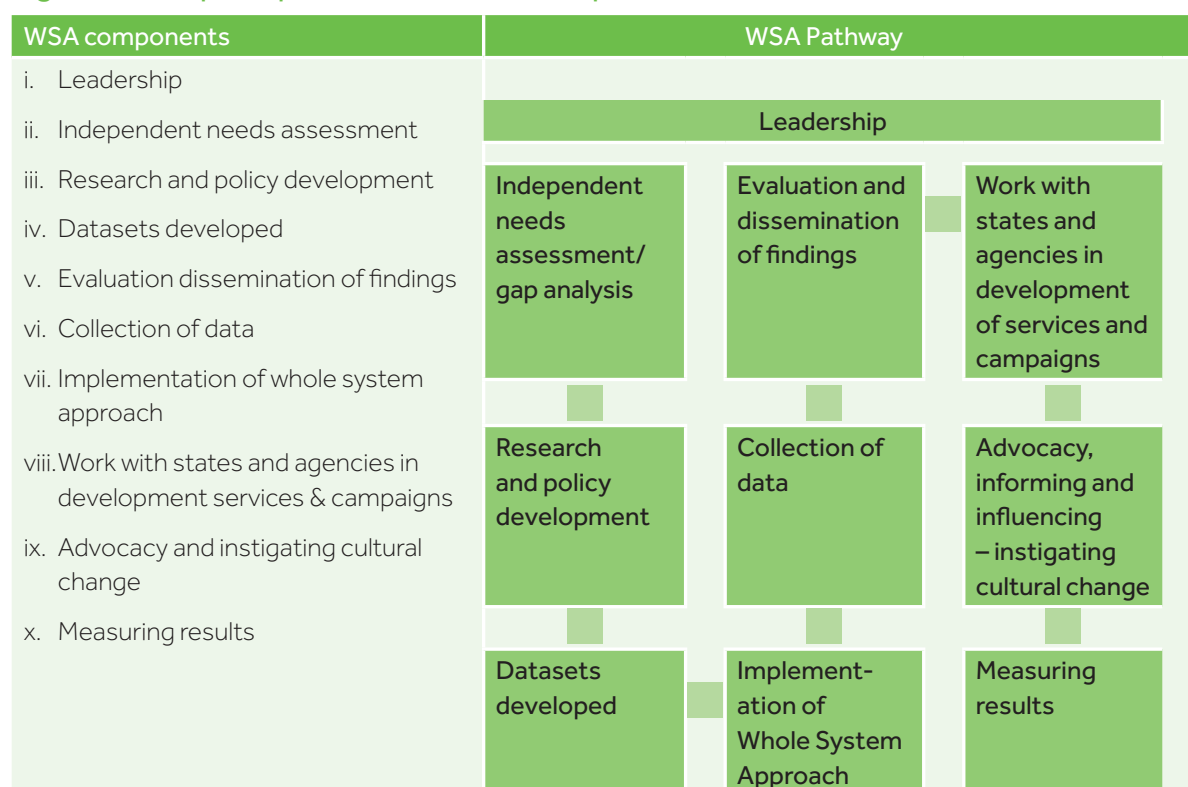 WSA components
i. Leadership
ii. Independent needs assessment
iii. Research and policy development
iv. Datasets developed
v. Evaluation dissemination of findings
vi. Collection of data
vii. Implementation of whole system
approach
viii.Work with states and agencies in
development services & campaigns
ix. Advocacy and instigating cultural
change
x. Measuring results
WSA Pathway
Leadership
Independent
needs
assessment/
gap analysis
Research
and policy
development
Datasets
developed
Evaluation and
dissemination
of findings
Collection of
data
Implement-
ation of
Whole System
Approach
Work with
states and
agencies in
development
of services and
campaigns
Advocacy,
informing and
influencing
– instigating
cultural change
Measuring
results